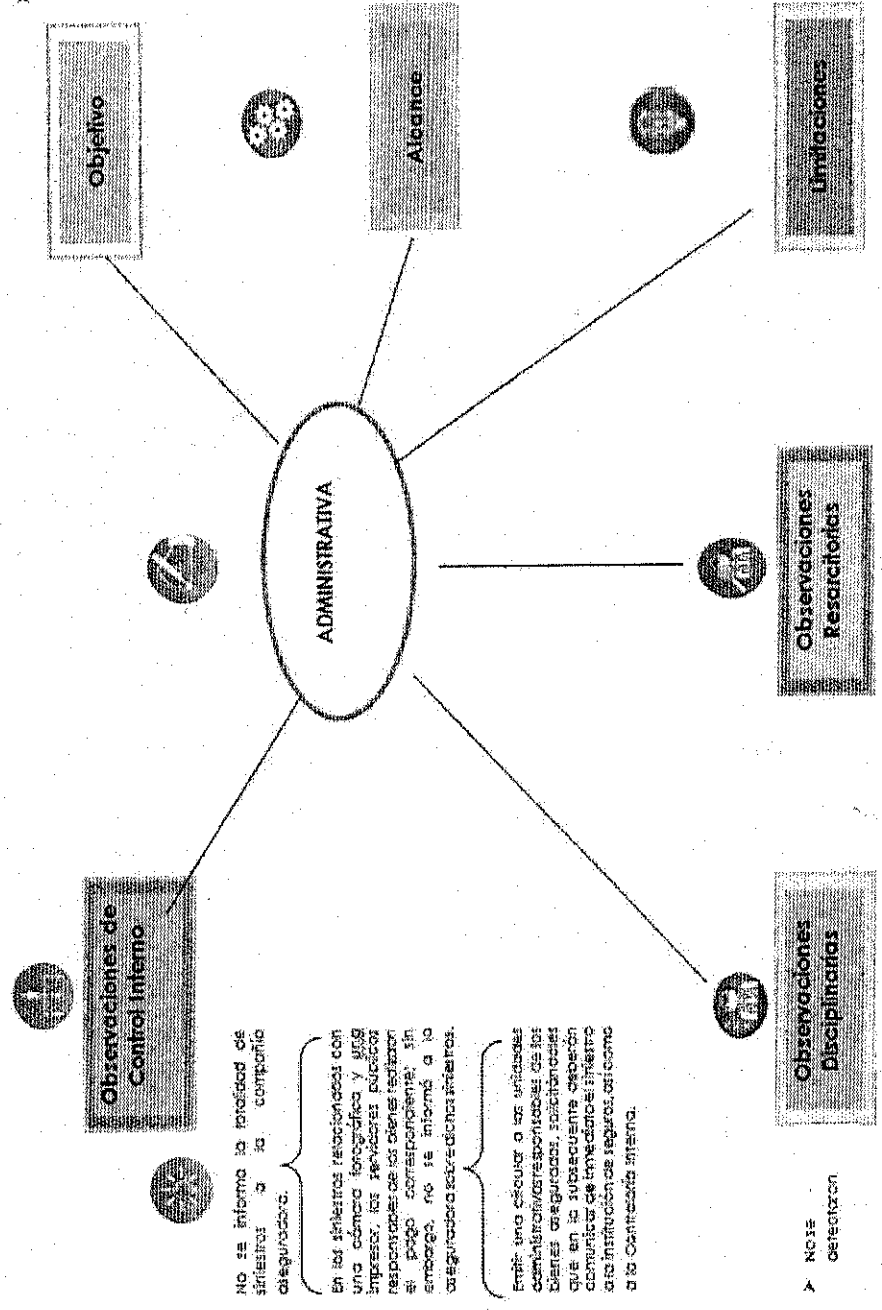 Objetivo
Alcance
Limitaciones
ADMINISTRATIVA
Observaciones
Resarcitorias
Observaciones de
Control Interno
No se informa la totalidad de
siniestros a la compañía
aseguradora.
En los siniestros relacionados con
una cámara fotográfica y una
impresor, los servidores públicos
responsables de los bienes realizaron
el pago correspondiente; sin
embargo, no se informó a la
aseguradora sobre dichos siniestros.
Emitir una circular a las unidades
administrativas responsables de los
bienes asegurados, solicitándoles
que en lo subsecuente deberán
comunicar de inmediato el siniestro
a la institución de seguros, así como
a la Contraloría Interna.
Observaciones
Disciplinarias
➤ No se
detectaron.